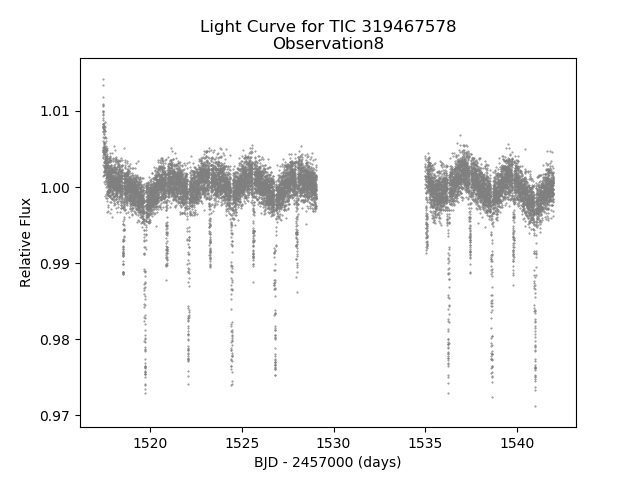 Light Curve for TIC 319467578
Observation8
1.01
1.00
0.99
0.98
0.97
Relative Flux
1520
1525
1530
1535
1540
BJD - 2457000 (days)